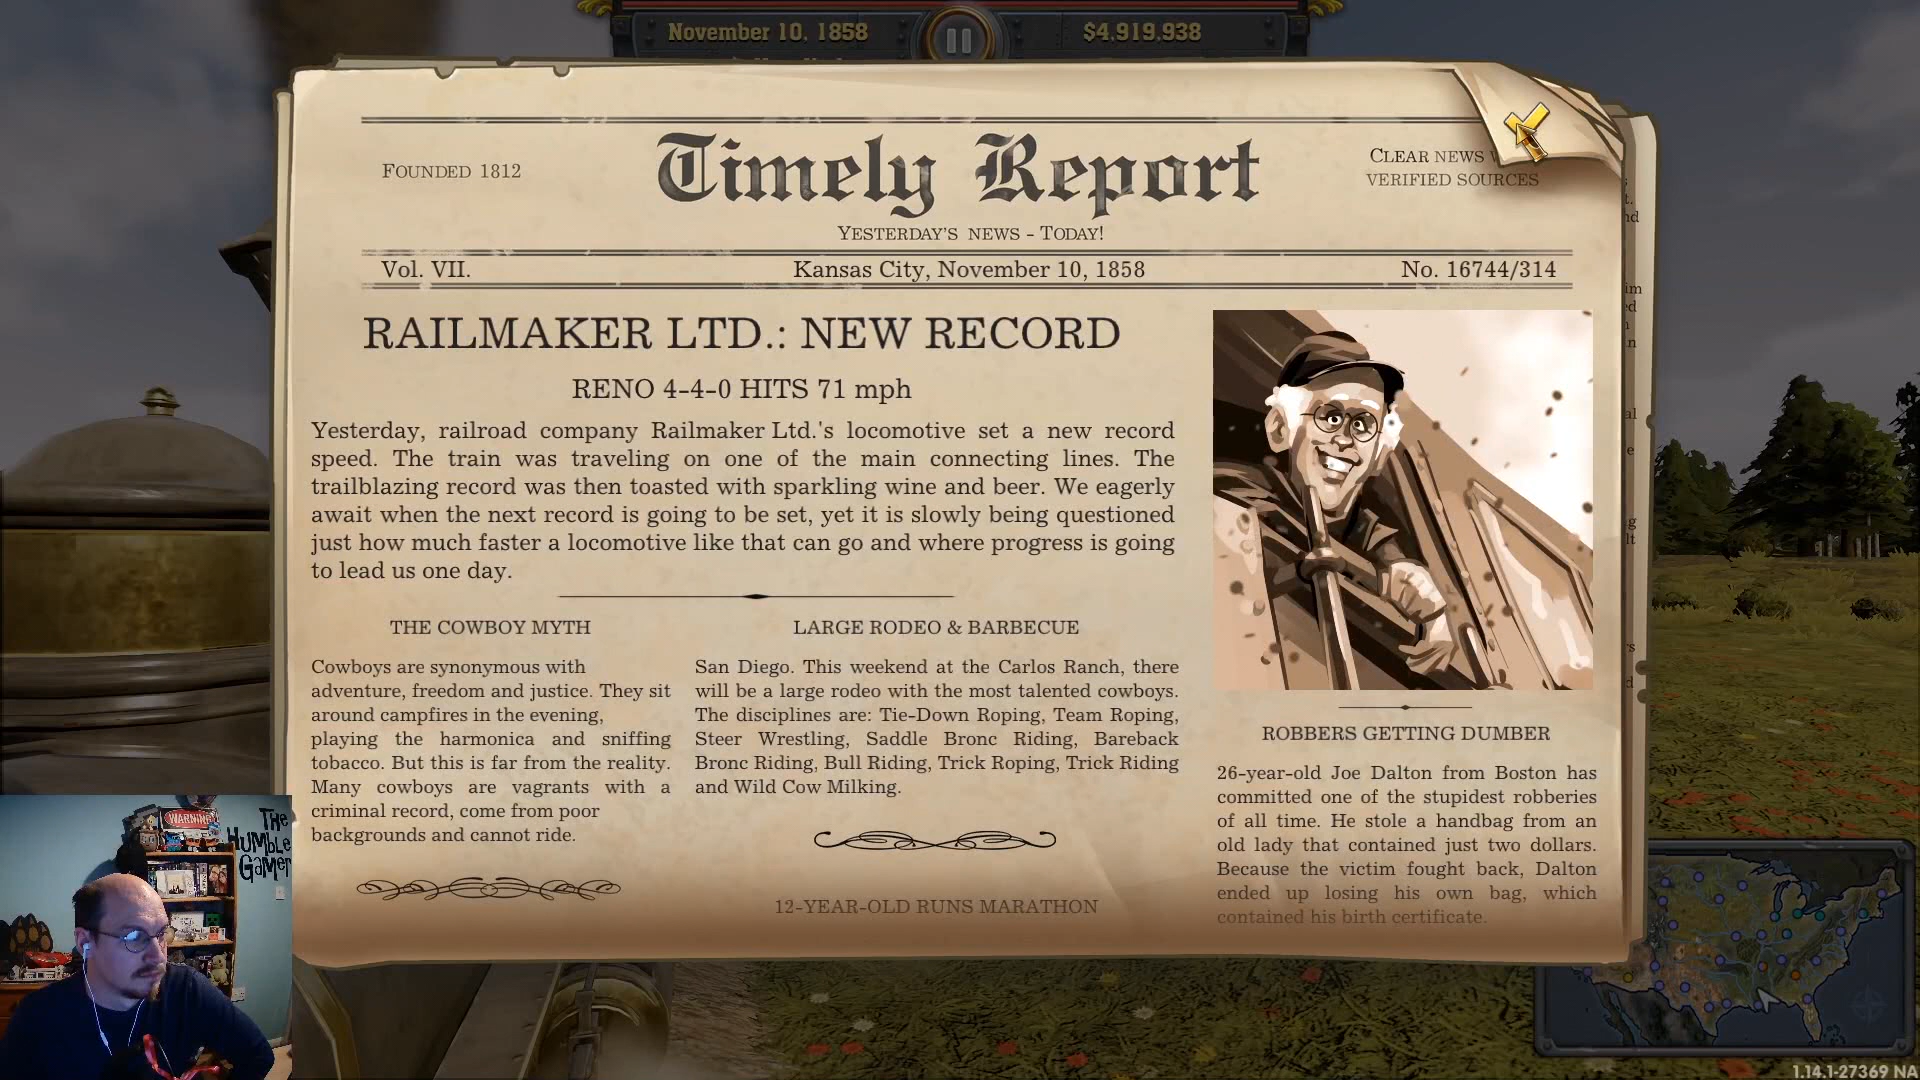 November 10, 1858
$4,919,938
FOUNDED 1812
Timely Report
CLEAR NEWS
VERIFIED SOURCES
YESTERDAY'S NEWS - TODAY!
Vol. VII.
Kansas City, November 10, 1858
No. 16744/314
RAILMAKER LTD.: NEW RECORD
RENO 4-4-0 HITS 71 mph
Yesterday, railroad company Railmaker Ltd.'s locomotive set a new record
speed. The train was traveling on one of the main connecting lines. The
trailblazing record was then toasted with sparkling wine and beer. We eagerly
await when the next record is going to be set, yet it is slowly being questioned
just how much faster a locomotive like that can go and where progress is going
to lead us one day.
THE COWBOY MYTH
Cowboys are synonymous with
adventure, freedom and justice. They sit
around campfires in the evening,
playing the harmonica and sniffing
tobacco. But this is far from the reality.
Many cowboys are vagrants with a
criminal record, come from poor
backgrounds and cannot ride.
LARGE RODEO & BARBECUE
San Diego. This weekend at the Carlos Ranch, there
will be a large rodeo with the most talented cowboys.
The disciplines are: Tie-Down Roping, Team Roping,
Steer Wrestling, Saddle Bronc Riding, Bareback
Bronc Riding, Bull Riding, Trick Roping, Trick Riding
and Wild Cow Milking.
12-YEAR-OLD RUNS MARATHON
ROBBERS GETTING DUMBER
26-year-old Joe Dalton from Boston has
committed one of the stupidest robberies
of all time. He stole a handbag from an
old lady that contained just two dollars.
Because the victim fought back, Dalton
ended up losing his own bag, which
contained his birth certificate.
WARNING
THE
HUMBLE
GAMER
1.14.1-27369 NA